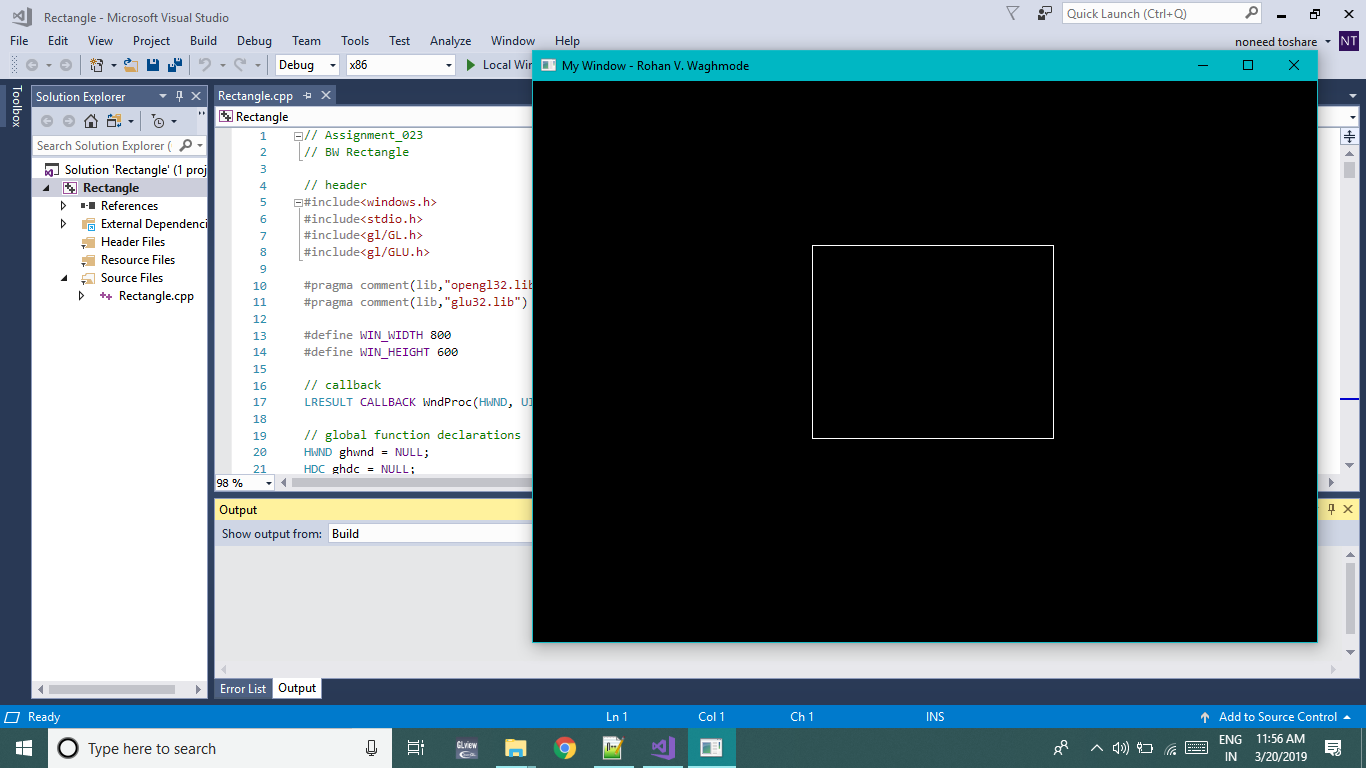 Rectangle - Microsoft Visual Studio
Quick Launch (Ctrl+Q)
File Edit View Project Build Debug Team Tools Test Analyze Window Help
noneed toshare NT
Debug x86 Local Win
My Window - Rohan V. Waghmode
Toolbox
Solution Explorer
Search Solution Explorer (
Solution 'Rectangle' (1 proj
Rectangle
References
External Dependenci
Header Files
Resource Files
Source Files
Rectangle.cpp
Rectangle.cpp
Rectangle
1 // Assignment_023
2 // BW Rectangle
3
4 // header
5 #include<windows.h>
6 #include<stdio.h>
7 #include<gl/GL.h>
8 #include<gl/GLU.h>
9
10 #pragma comment(lib,"opengl32.lib
11 #pragma comment(lib,"glu32.lib")
12
13 #define WIN_WIDTH 800
14 #define WIN_HEIGHT 600
15
16 // callback
17 LRESULT CALLBACK WndProc(HWND, UI
18
19 // global function declarations
20 HWND ghwnd = NULL;
21 HDC ghdc = NULL;
98 %
Output
Show output from: Build
Error List Output
Ready Ln 1 Col 1 Ch 1 INS Add to Source Control
Type here to search
GLview
ENG
IN
11:56 AM
3/20/2019